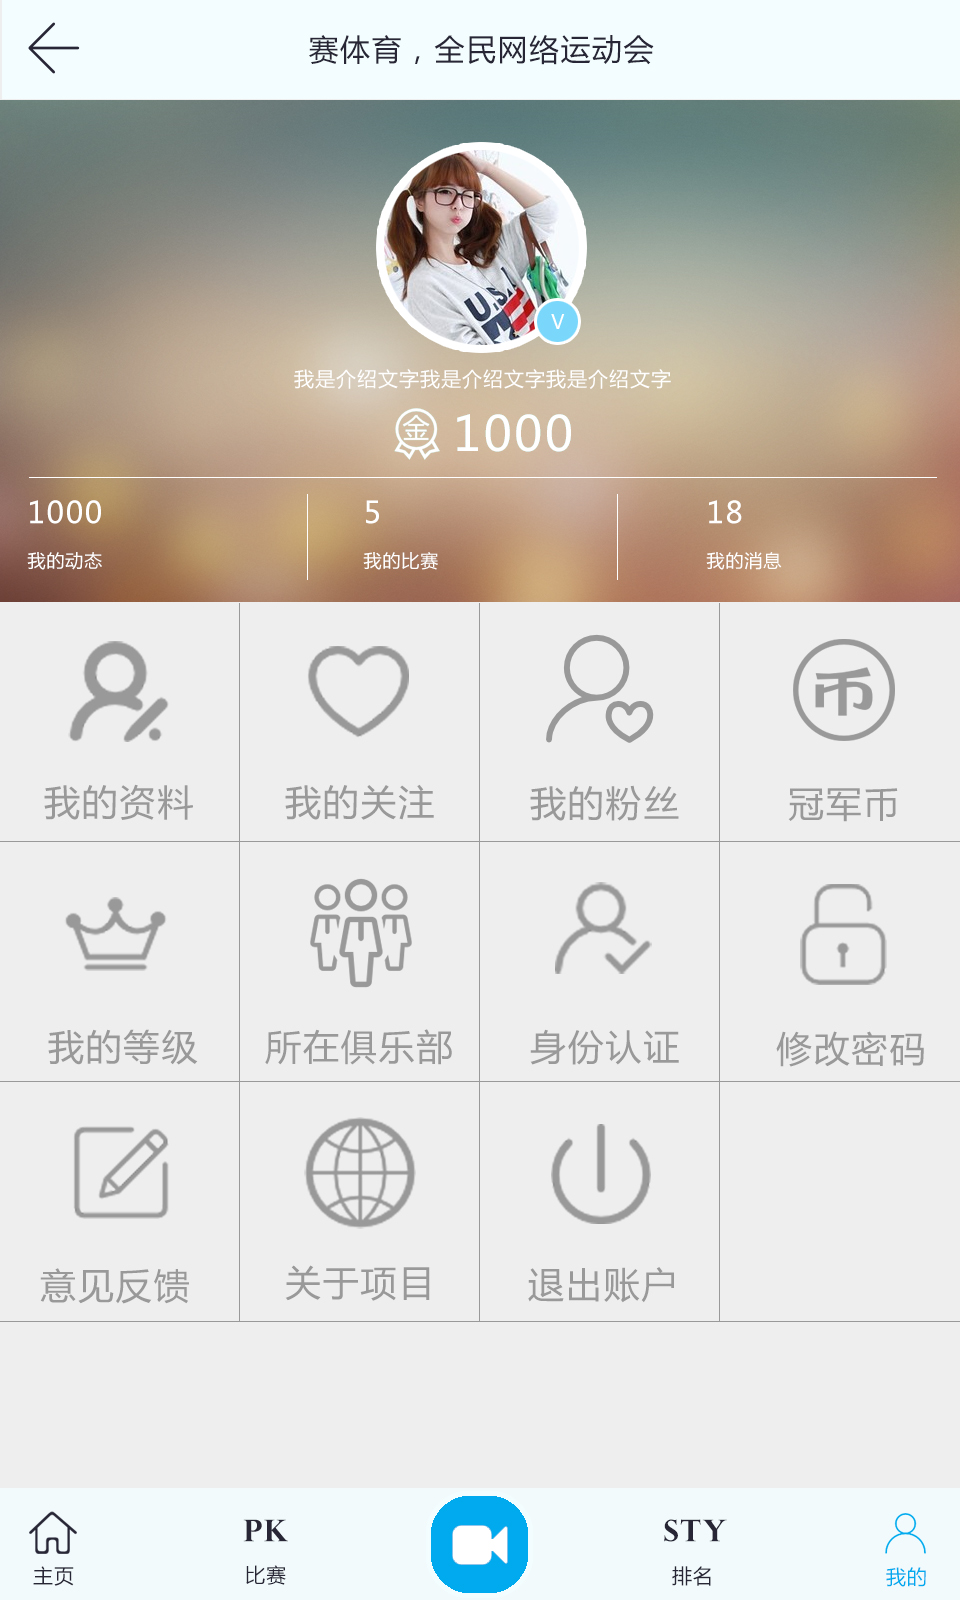 赛体育，全民网络运动会
U.S.
V
我是介绍文字我是介绍文字我是介绍文字
金 1000
1000 5 18
我的动态 我的比赛 我的消息
币
我的资料 我的关注 我的粉丝 冠军币
我的等级 所在俱乐部 身份认证 修改密码
意见反馈 关于项目 退出账户
PK STY
主页 比赛 排名 我的